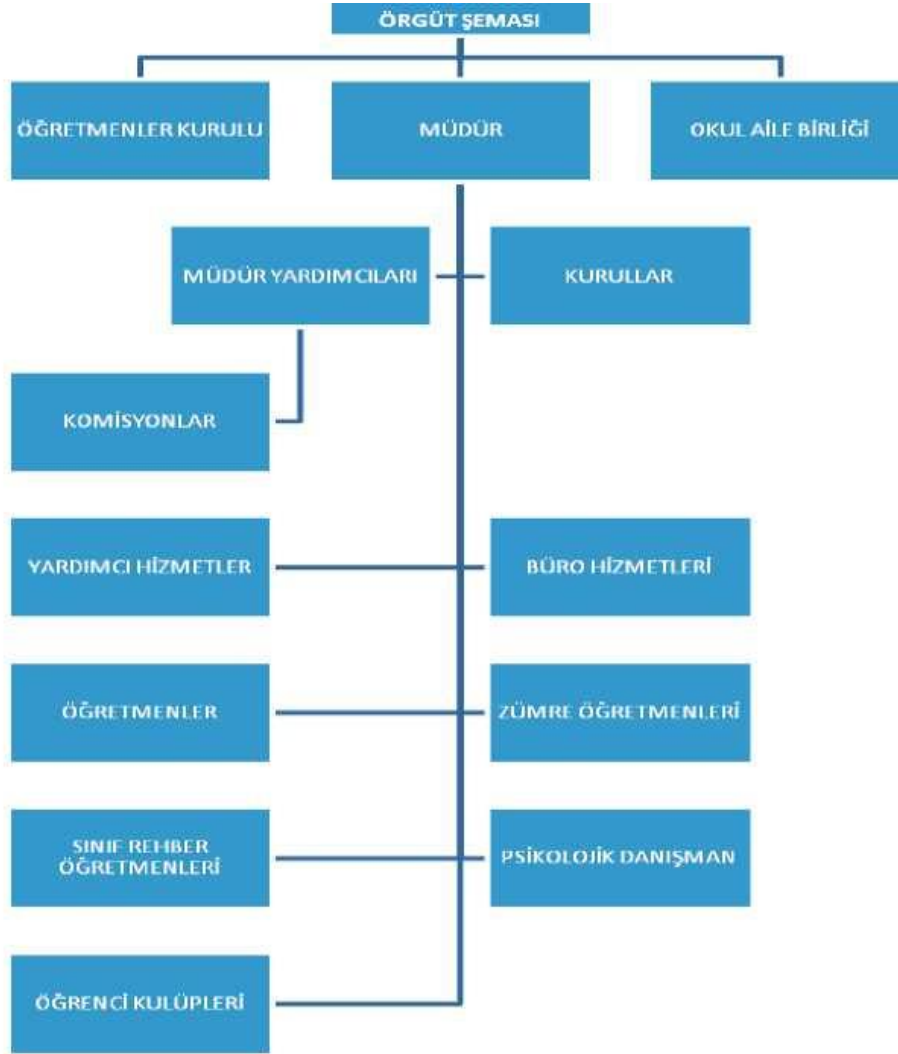 ÖRGÜT ŞEMASI
ÖĞRETMENLER KURULU
MÜDÜR
OKUL AİLE BİRLİĞİ
MÜDÜR YARDIMCILARI
KURULLAR
KOMİSYONLAR
YARDIMCI HİZMETLER
BÜRO HİZMETLERİ
ÖĞRETMENLER
ZÜMRE ÖĞRETMENLERİ
SINIF REHBER
ÖĞRETMENLERİ
PSİKOLOJİK DANIŞMAN
ÖĞRENCİ KULÜPLERİ